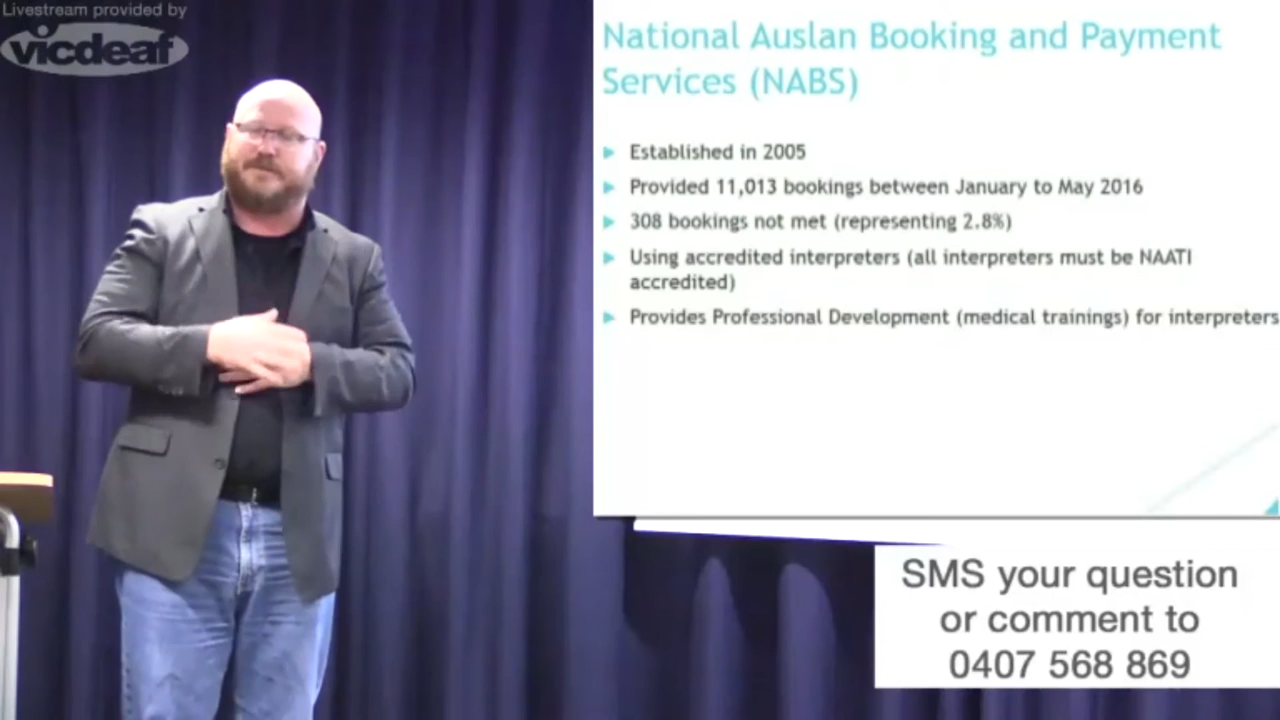 Livestream provided by
vicdeaf
National Auslan Booking and Payment
Services (NABS)
Established in 2005
Provided 11,013 bookings between January to May 2016
308 bookings not met (representing 2.8%)
Using accredited interpreters (all interpreters must be NAATI
accredited)
Provides Professional Development (medical trainings) for interpreters
SMS your question
or comment to
0407 568 869